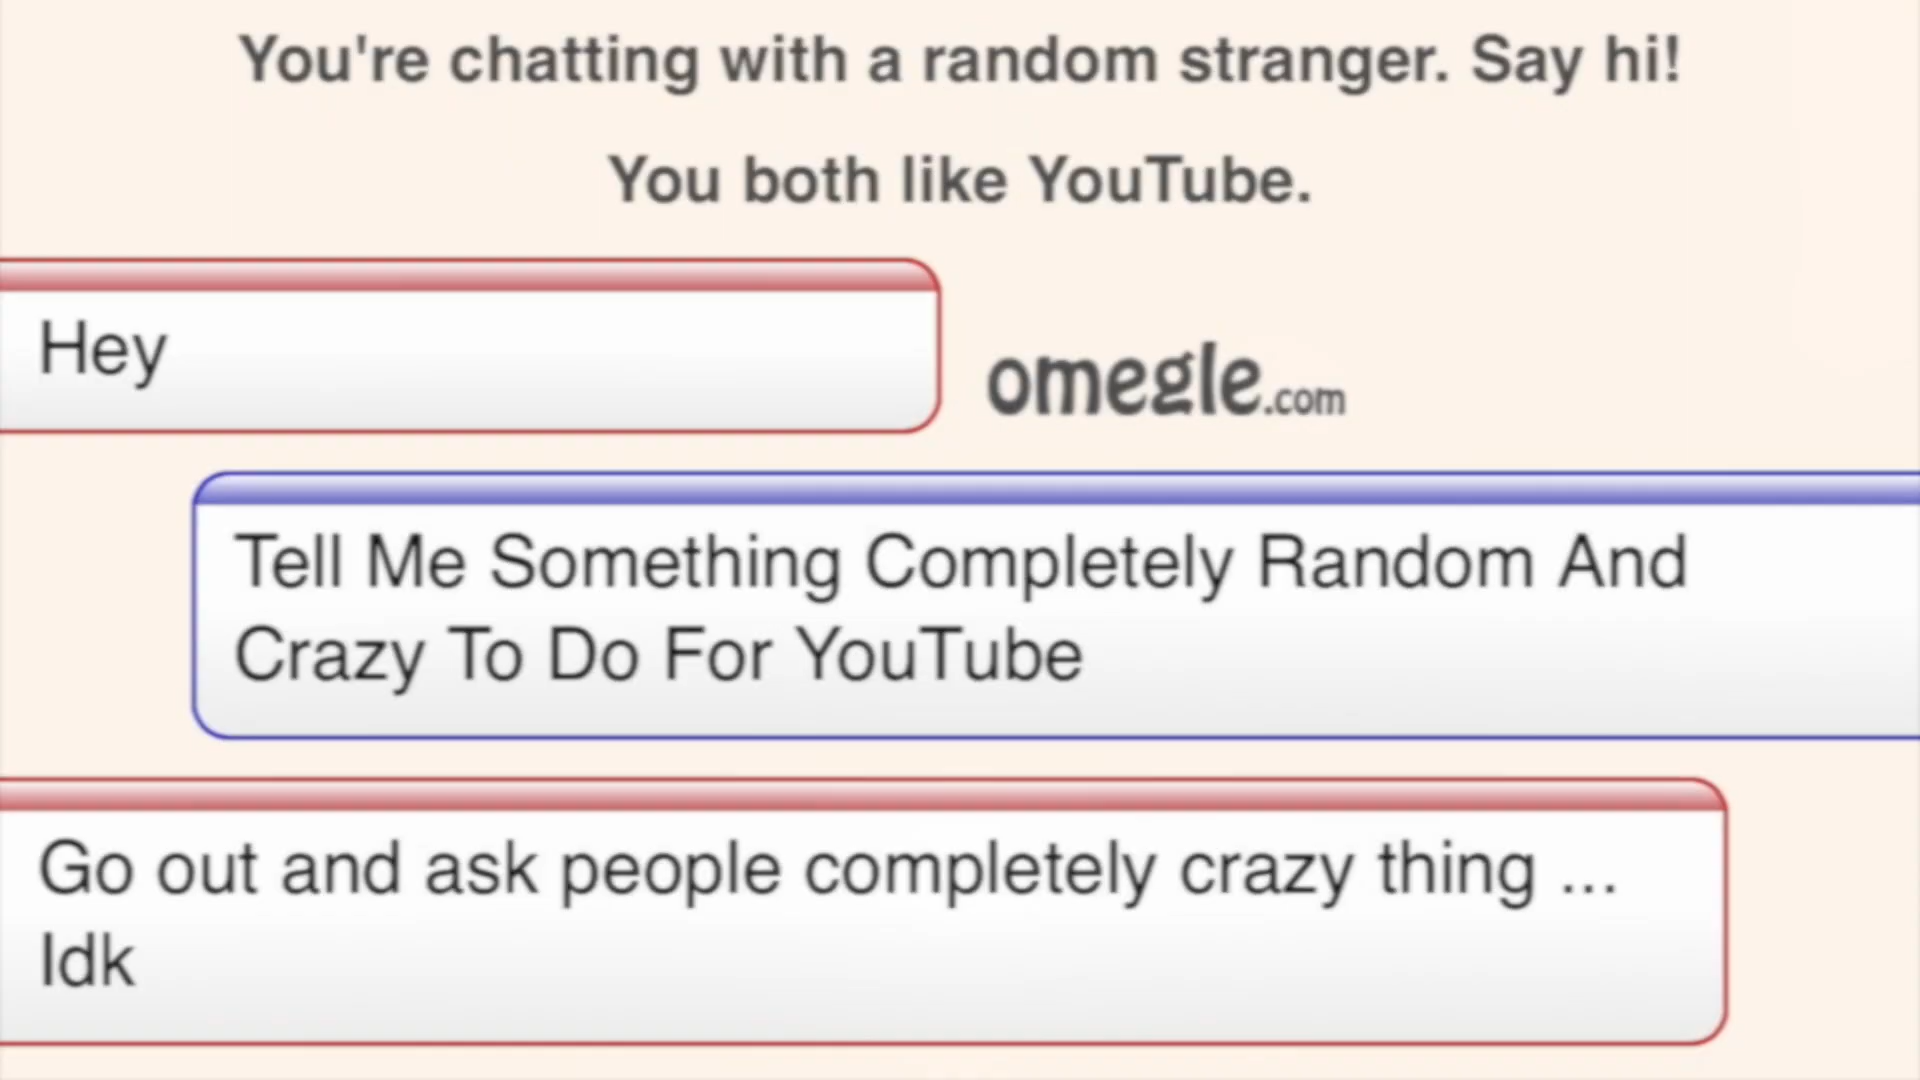 You're chatting with a random stranger. Say hi!
You both like YouTube.
Hey
omegle.com
Tell Me Something Completely Random And
Crazy To Do For YouTube
Go out and ask people completely crazy thing ...
Idk